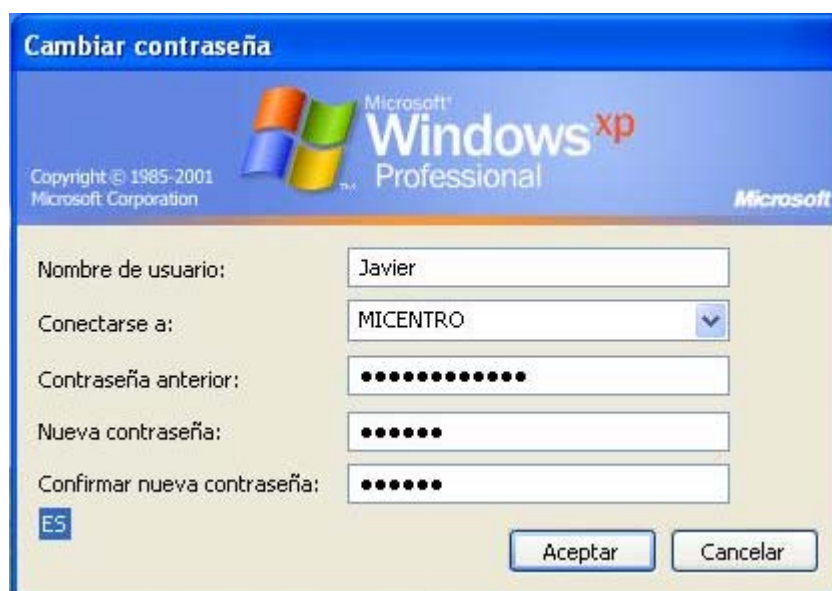 Cambiar contraseña
Microsoft®
Windows xp
Professional
TM
Copyright © 1985-2001
Microsoft Corporation
Microsoft
Nombre de usuario: Javier
Conectarse a: MICENTRO
Contraseña anterior: ●●●●●●●●●●●●
Nueva contraseña: ●●●●●●
Confirmar nueva contraseña: ●●●●●●
ES
Aceptar Cancelar